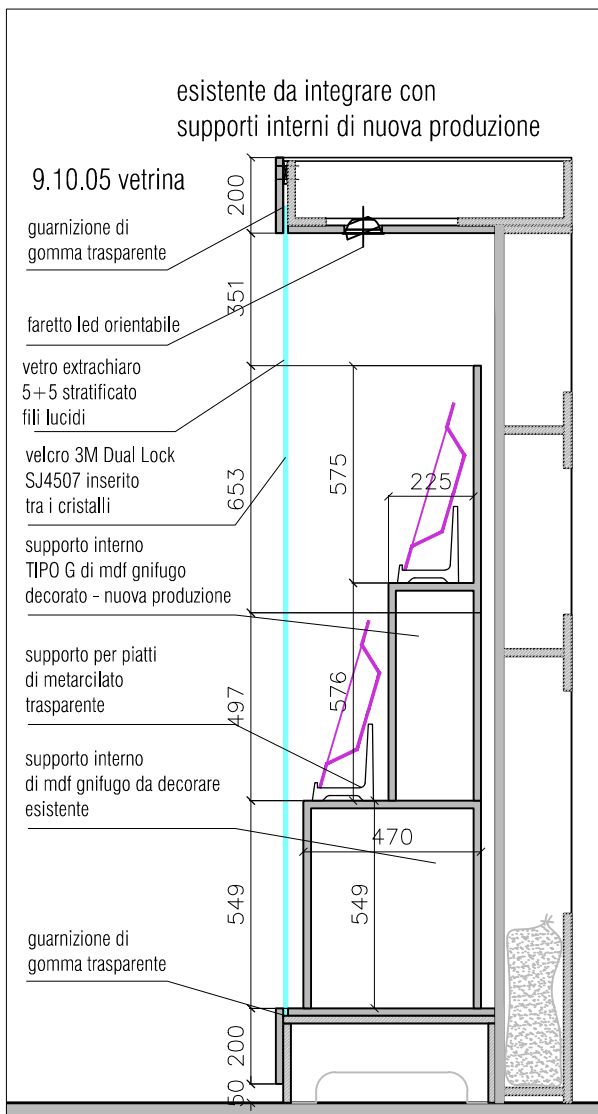 esistente da integrare con
supporti interni di nuova produzione
9.10.05 vetrina
200
guarnizione di
gomma trasparente
351
faretto led orientabile
vetro extrachiaro
5+5 stratificato
fili lucidi
velcro 3M Dual Lock
SJ4507 inserito
tra i cristalli
653
575
225
supporto interno
TIPO G di mdf gnifugo
decorato - nuova produzione
supporto per piatti
di metarcilato
trasparente
497
576
supporto interno
di mdf gnifugo da decorare
esistente
470
549
549
guarnizione di
gomma trasparente
200
50